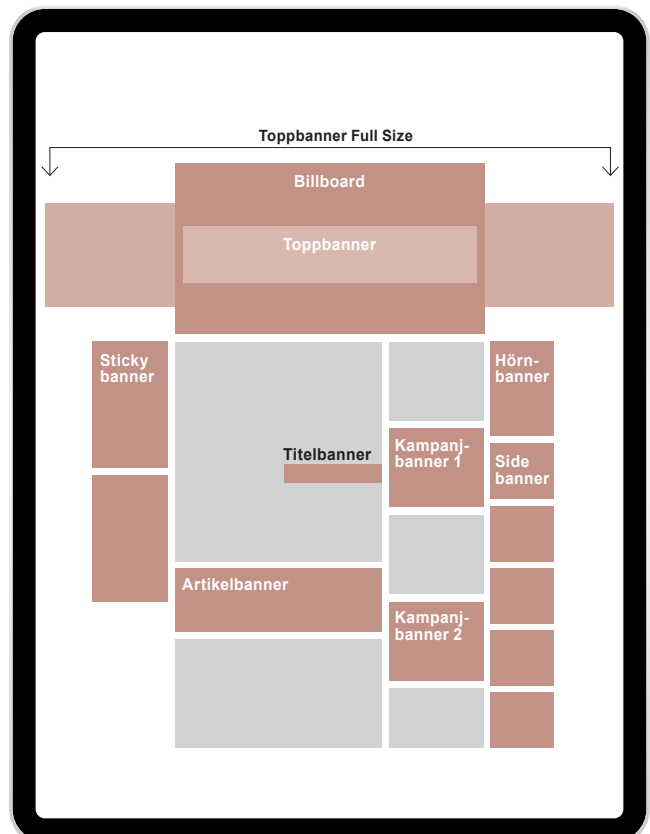 Toppbanner Full Size
Billboard
Toppbanner
Sticky
banner
Hörn-
banner
Titelbanner
Kampanj-
banner 1
Side
banner
Artikelbanner
Kampanj-
banner 2